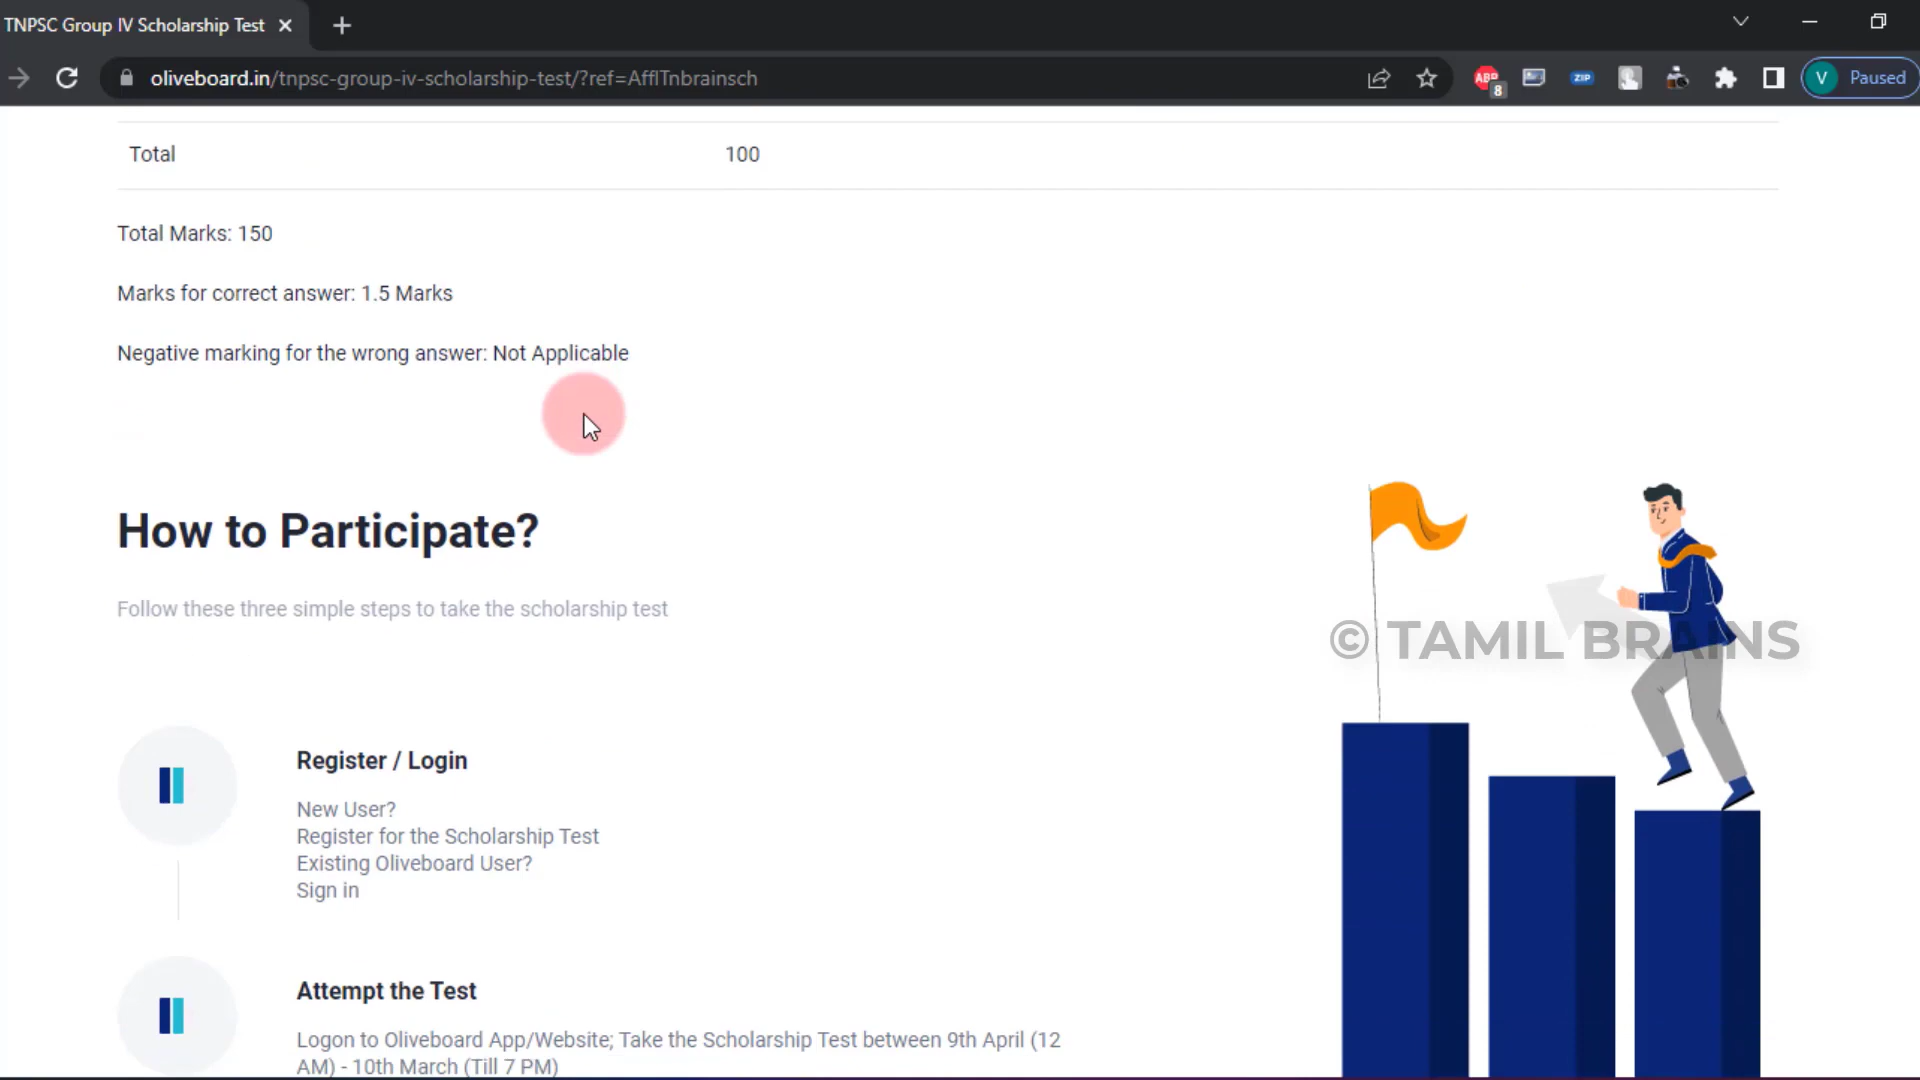 TNPSC Group IV Scholarship Test
oliveboard.in/tnpsc-group-iv-scholarship-test/?ref=AfflTnbrainsch
ABP
8
ZIP
V
Paused
Total 100
Total Marks: 150
Marks for correct answer: 1.5 Marks
Negative marking for the wrong answer: Not Applicable
How to Participate?
Follow these three simple steps to take the scholarship test
© TAMIL BRAINS
Register / Login
New User?
Register for the Scholarship Test
Existing Oliveboard User?
Sign in
Attempt the Test
Logon to Oliveboard App/Website; Take the Scholarship Test between 9th April (12
AM) - 10th March (Till 7 PM)